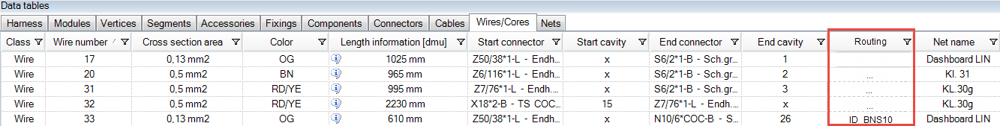 Data tables
Harness Modules Vertices Segments Accessories Fixings Components Connectors Cables Wires/Cores Nets
Class Wire number Cross section area Color Length information [dmu] Start connector Start cavity End connector End cavity Routing Net name
Wire 17 0,13 mm2 OG 1025 mm Z50/38*1-L - Endh... x S6/2*1-B - Sch.gr... 1 Dashboard LIN
Wire 20 0,5 mm2 BN 965 mm Z6/116*1-L - Endh... x S6/2*1-B - Sch.gr... 2 ... Kl. 31
Wire 31 0,5 mm2 RD/YE 995 mm Z7/76*1-L - Endh... x S6/2*1-B - Sch.gr... 3 ... KL.30g
Wire 32 0,5 mm2 RD/YE 2230 mm X18*2-B - TS COC... 15 Z7/76*1-L - Endh... x ... KL.30g
Wire 33 0,13 mm2 OG 610 mm Z50/38*1-L - Endh... x N10/6*COC-B - S... 26 ID_BNS10 Dashboard LIN